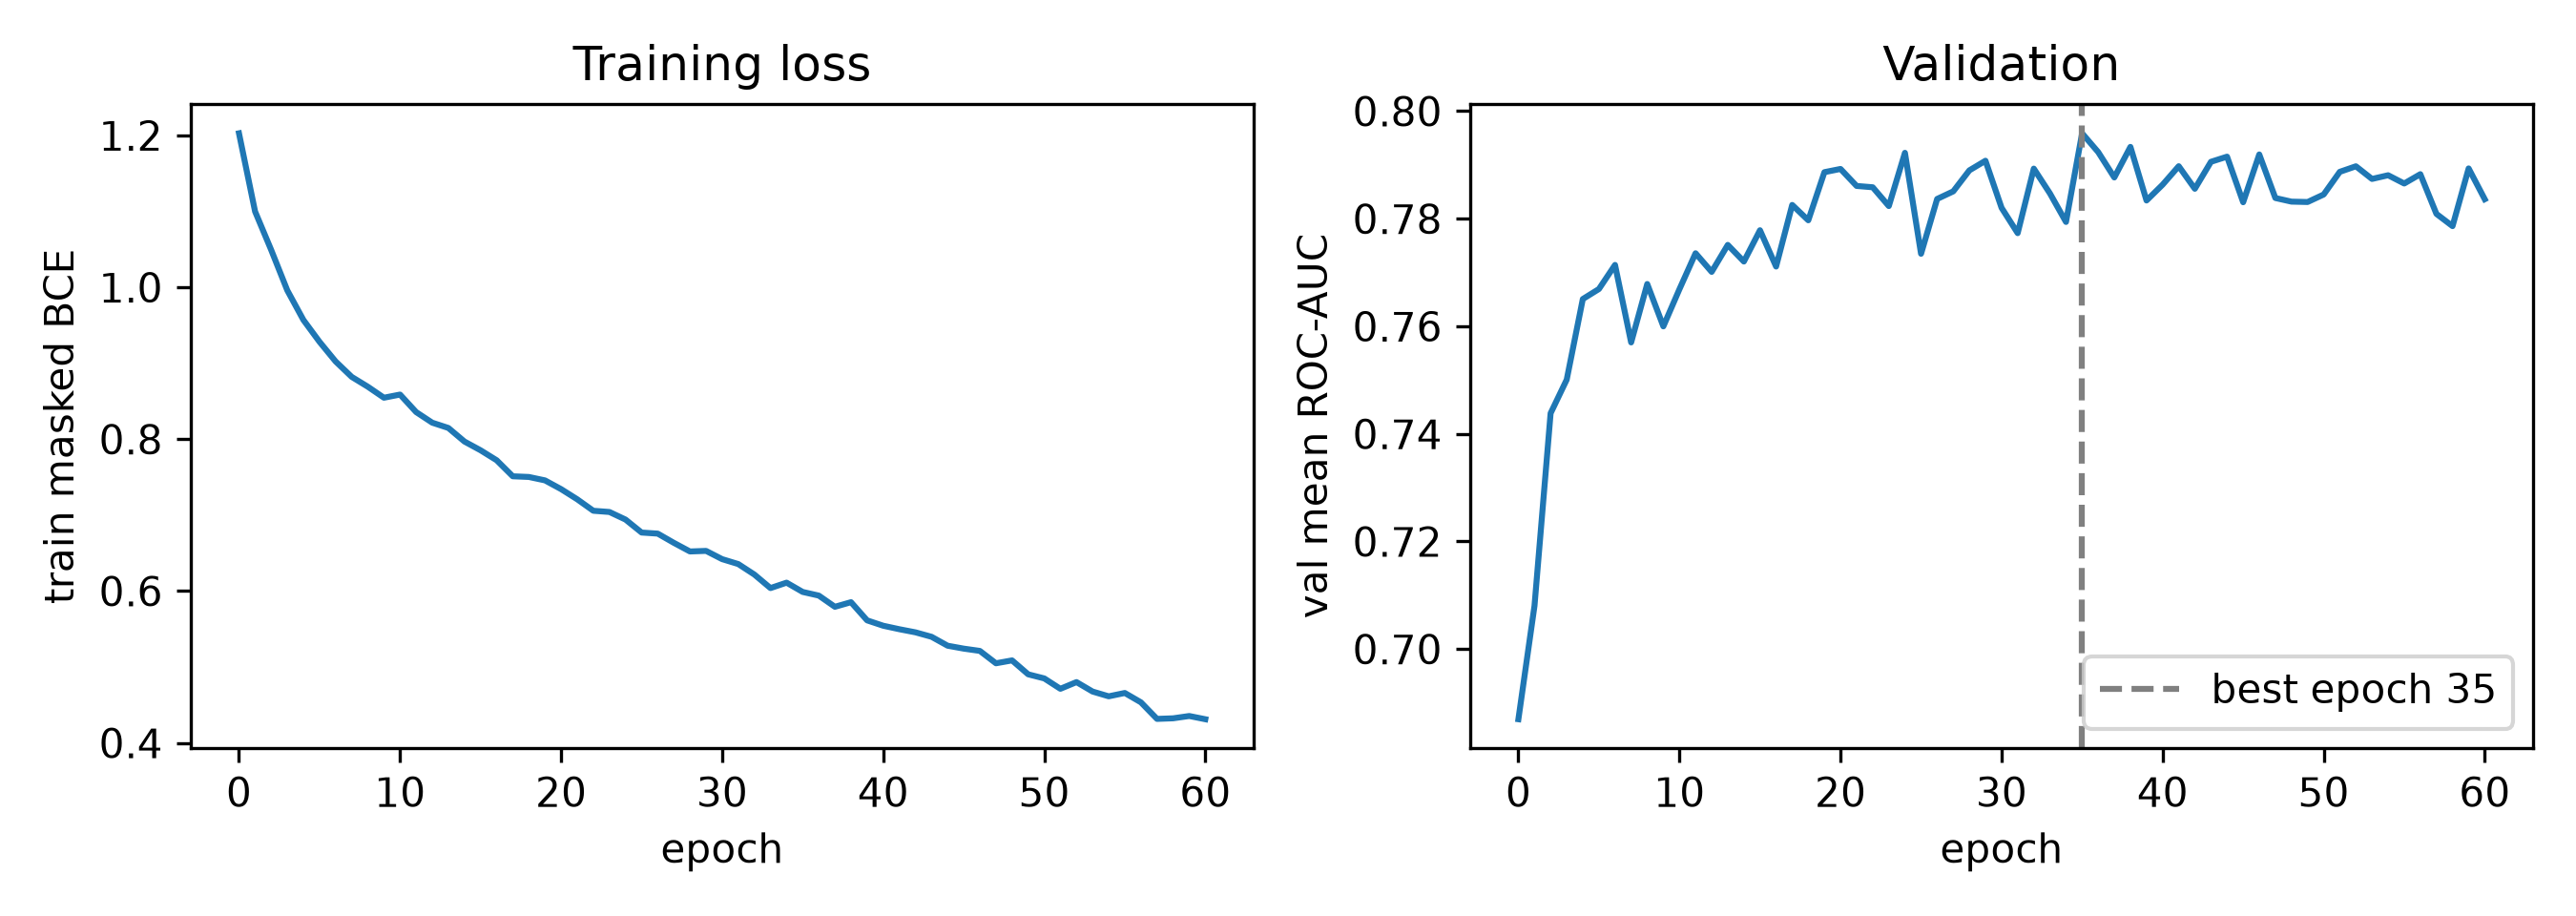 Training loss
train masked BCE
1.2
1.0
0.8
0.6
0.4
0 10 20 30 40 50 60
epoch
Validation
val mean ROC-AUC
0.80
0.78
0.76
0.74
0.72
0.70
best epoch 35
0 10 20 30 40 50 60
epoch